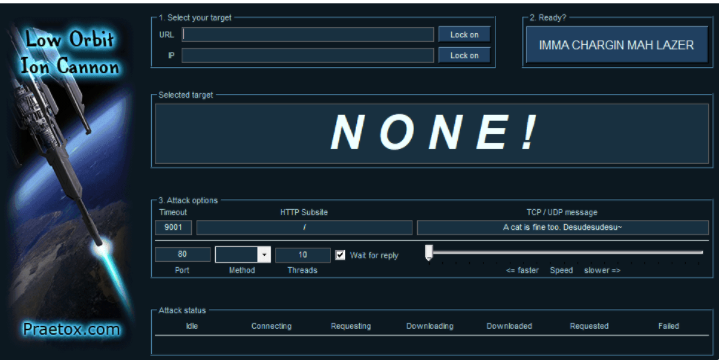 Low Orbit
Ion Cannon
Praetox.com
1. Select your target
URL Lock on
IP Lock on
2. Ready?
IMMA CHARGIN MAH LAZER
Selected target
NONE!
3. Attack options
Timeout HTTP Subsite TCP / UDP message
9001 / A cat is fine too. Desudesudesu~
80 10 Wait for reply
Port Method Threads <= faster Speed slower =>
Attack status
Idle Connecting Requesting Downloading Downloaded Requested Failed